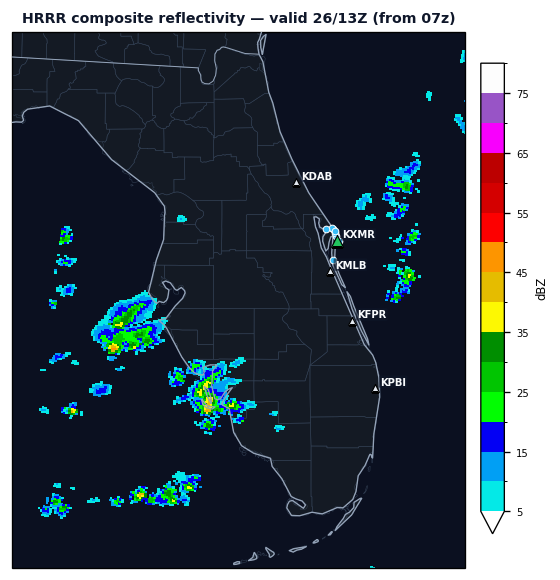 HRRR composite reflectivity — valid 26/13Z (from 07z)
KDAB
KXMR
KMLB
KFPR
KPBI
75
65
55
45
35
25
15
5
dBZ